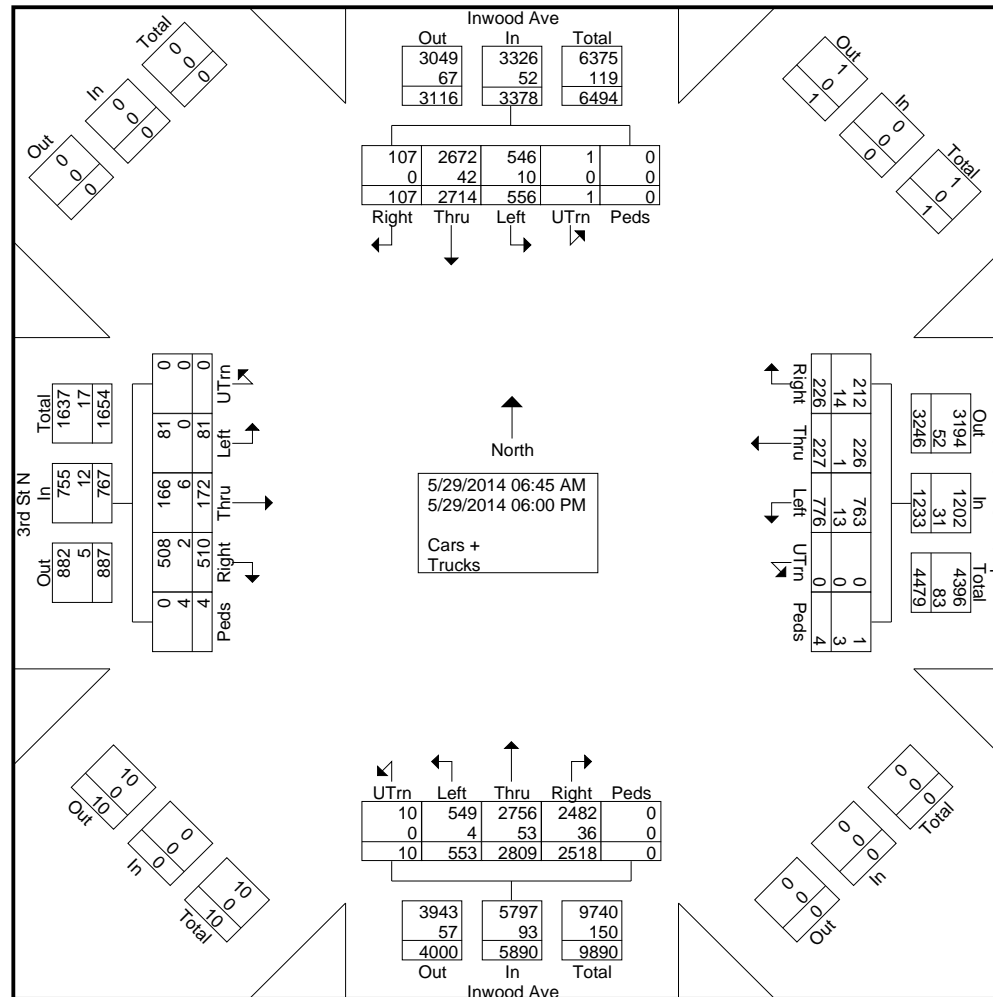 Inwood Ave
Out In Total
3049 3326 6375
67 52 119
3116 3378 6494
107 2672 546 1 0
0 42 10 0 0
107 2714 556 1 0
Right Thru Left UTrn Peds
Out In Total
0 0 0
0 0 0
0 0 0
Out In Total
1 0 1
0 0 0
1 0 1
3rd St N
Out In Total
882 755 1637
5 12 17
887 767 1654
Peds Right Thru Left UTrn
0 508 166 81 0
4 2 6 0 0
4 510 172 81 0
North
5/29/2014 06:45 AM
5/29/2014 06:00 PM
Cars +
Trucks
Right Thru Left UTrn Peds
212 226 763 0 1
14 1 13 0 3
226 227 776 0 4
Out In Total
3194 1202 4396
52 31 83
3246 1233 4479
Out In Total
10 0 10
0 0 0
10 0 10
Out In Total
0 0 0
0 0 0
0 0 0
UTrn Left Thru Right Peds
10 549 2756 2482 0
0 4 53 36 0
10 553 2809 2518 0
3943 5797 9740
57 93 150
4000 5890 9890
Out In Total
Inwood Ave